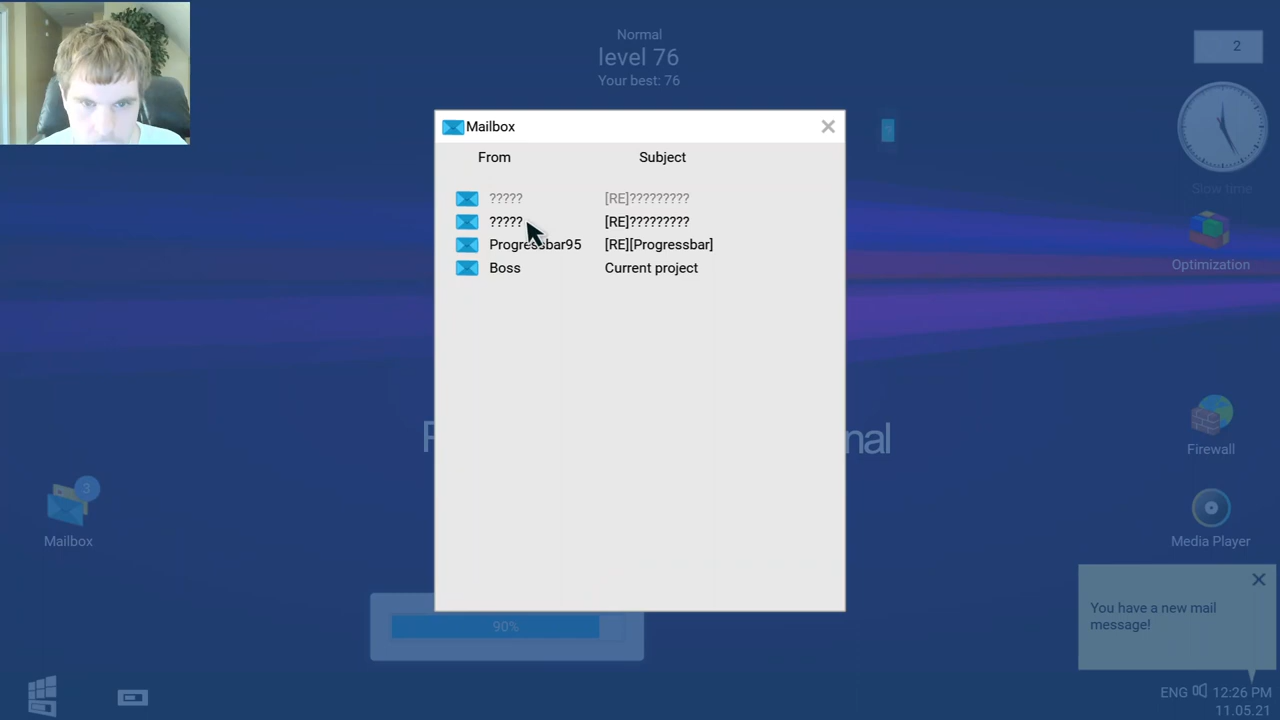 Normal
level 76
Your best: 76
2
Mailbox
From Subject
????? [RE]?????????
????? [RE]?????????
Progressbar95 [RE][Progressbar]
Boss Current project
Slow time
Optimization
nal
Firewall
3
Mailbox
Media Player
You have a new mail
message!
90%
ENG 12:26 PM
11.05.21